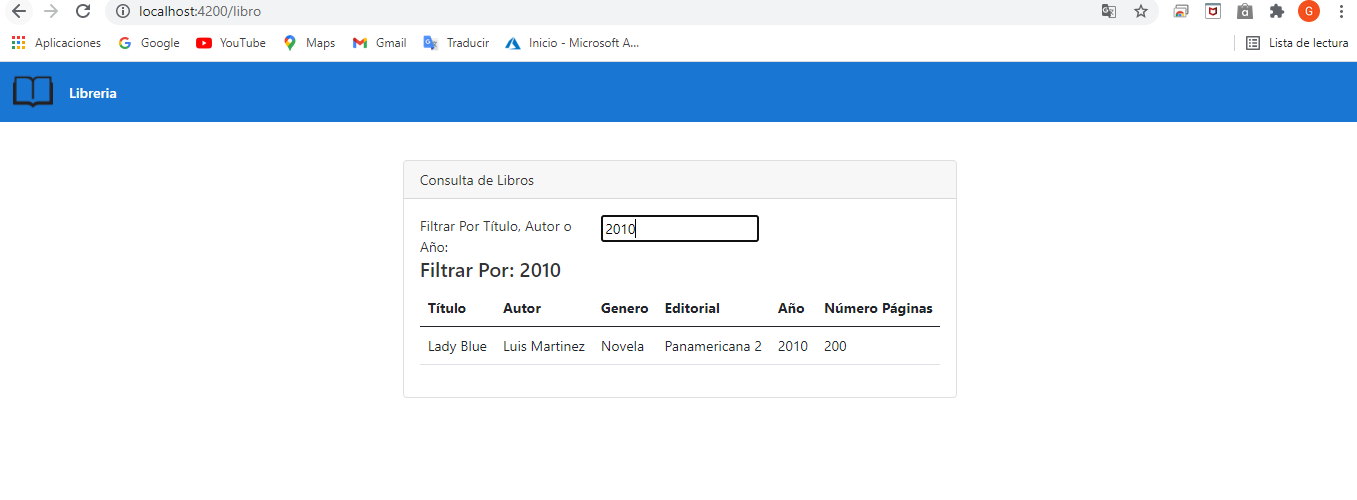 localhost:4200/libro
G
Aplicaciones Google YouTube Maps Gmail Traducir Inicio - Microsoft A... Lista de lectura
Libreria
Consulta de Libros
Filtrar Por Título, Autor o 2010
Año:
Filtrar Por: 2010
Título Autor Genero Editorial Año Número Páginas
Lady Blue Luis Martinez Novela Panamericana 2 2010 200